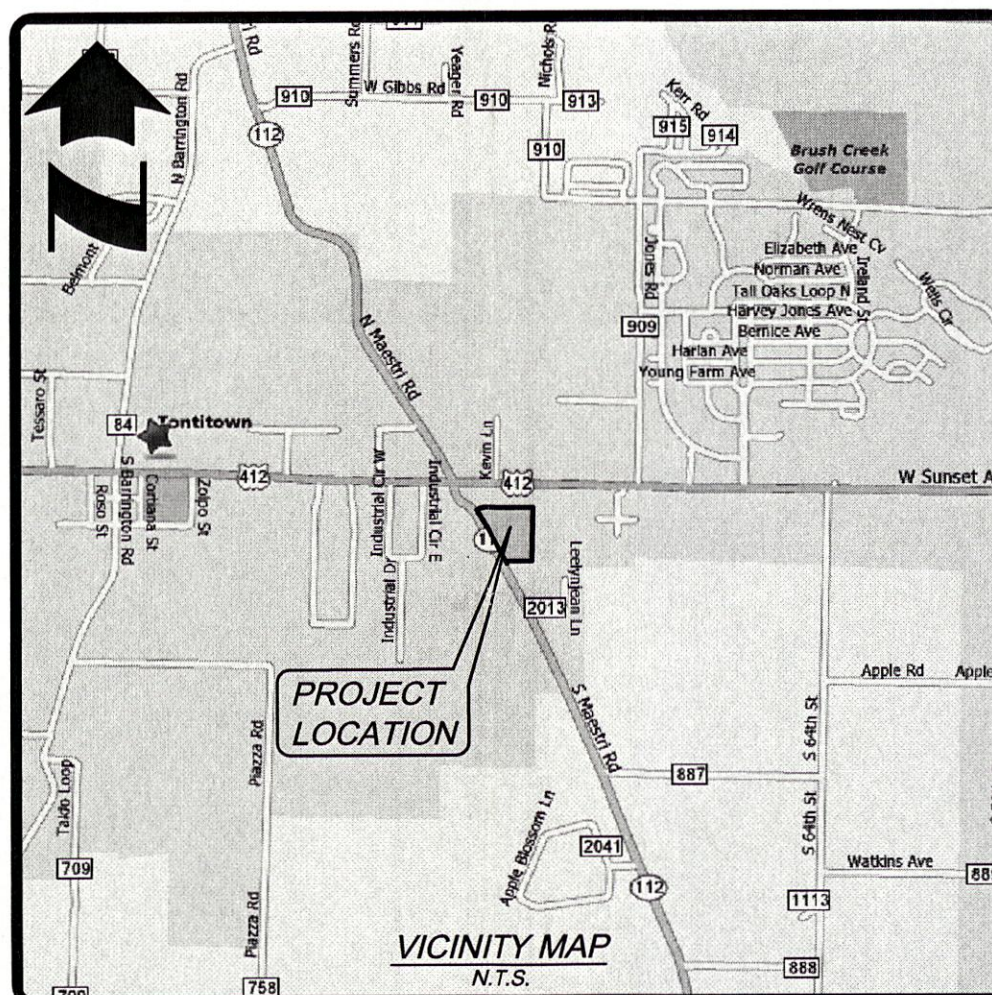 Summers Rd
Yeager Rd
Nichols R
W Gibbs Rd
910
910
913
Kerr Rd
915
914
112
910
N Barrington Rd
Brush Creek
Golf Course
Wrens Nest Cv
Belmont
Jones Rd
Elizabeth Ave
Norman Ave
Ireland St
Wells Cir
Tall Oaks Loop N
Harvey Jones Ave
909
Bernice Ave
N Maestri Rd
Harlan Ave
Young Farm Ave
Tessaro St
84
Tontitown
Kevin Ln
412
412
W Sunset A
Roso St
S Barrington Rd
Corinana St
Zolpo St
Industrial Cir W
Industrial Cir E
11
Industrial Dr
Leelynjean Ln
2013
PROJECT
LOCATION
S Maestri Rd
Apple Rd
Apple
S 64th St
Piazza Rd
Taldo Loop
887
S 64th St
Apple Blossom Ln
2041
Watkins Ave
709
112
1113
Piazza Rd
VICINITY MAP
N.T.S.
758
888